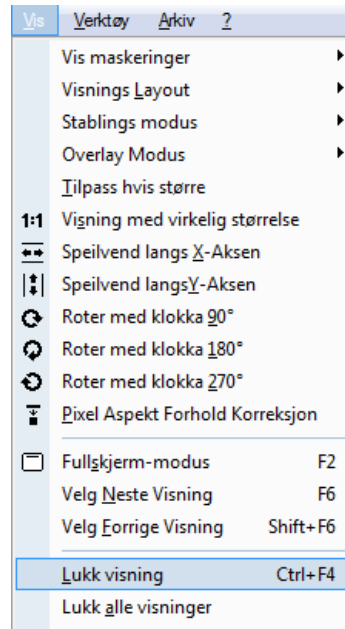 Vis Verktøy Arkiv ?
Vis maskeringer
Visnings Layout
Stablings modus
Overlay Modus
Tilpass hvis større
1:1 Visning med virkelig størrelse
Speilvend langs X-Aksen
Speilvend langsY-Aksen
Roter med klokka 90°
Roter med klokka 180°
Roter med klokka 270°
Pixel Aspekt Forhold Korreksjon
Fullskjerm-modus F2
Velg Neste Visning F6
Velg Forrige Visning Shift+F6
Lukk visning Ctrl+F4
Lukk alle visninger